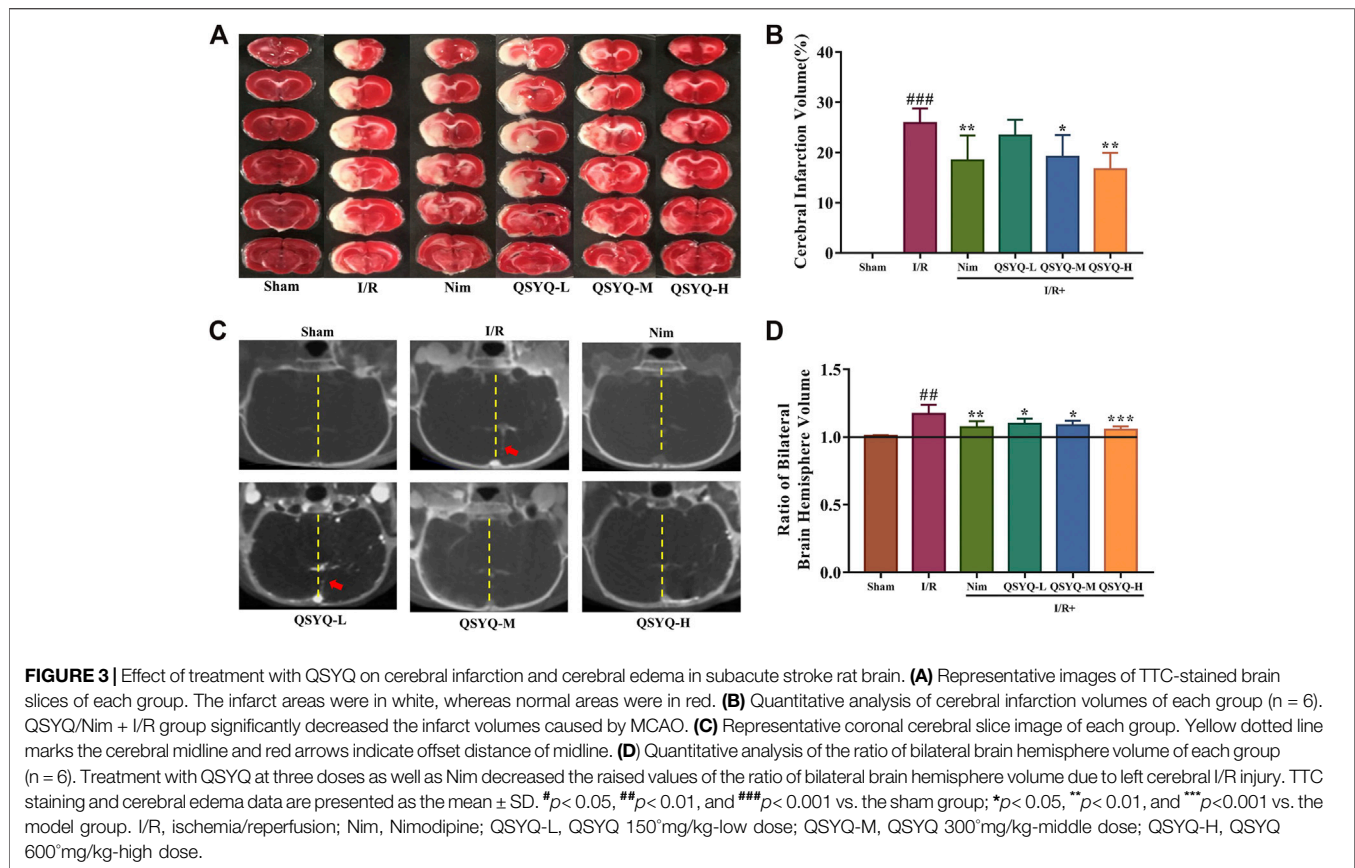 A
Sham I/R Nim QSYQ-L QSYQ-M QSYQ-H
B
Cerebral Infarction Volume(%)
40
30
20
10
0
###
**
*
**
Sham I/R Nim QSYQ-L QSYQ-M QSYQ-H
I/R+
C
Sham I/R Nim
QSYQ-L QSYQ-M QSYQ-H
D
Ratio of Bilateral
Brain Hemisphere Volume
1.5
1.0
0.5
0.0
##
**
*
*
***
Sham I/R Nim QSYQ-L QSYQ-M QSYQ-H
I/R+
FIGURE 3 | Effect of treatment with QSYQ on cerebral infarction and cerebral edema in subacute stroke rat brain. (A) Representative images of TTC-stained brain
slices of each group. The infarct areas were in white, whereas normal areas were in red. (B) Quantitative analysis of cerebral infarction volumes of each group (n = 6).
QSYQ/Nim + I/R group significantly decreased the infarct volumes caused by MCAO. (C) Representative coronal cerebral slice image of each group. Yellow dotted line
marks the cerebral midline and red arrows indicate offset distance of midline. (D) Quantitative analysis of the ratio of bilateral brain hemisphere volume of each group
(n = 6). Treatment with QSYQ at three doses as well as Nim decreased the raised values of the ratio of bilateral brain hemisphere volume due to left cerebral I/R injury. TTC
staining and cerebral edema data are presented as the mean ± SD. #p< 0.05, ##p< 0.01, and ###p< 0.001 vs. the sham group; *p< 0.05, **p< 0.01, and ***p<0.001 vs. the
model group. I/R, ischemia/reperfusion; Nim, Nimodipine; QSYQ-L, QSYQ 150°mg/kg-low dose; QSYQ-M, QSYQ 300°mg/kg-middle dose; QSYQ-H, QSYQ
600°mg/kg-high dose.